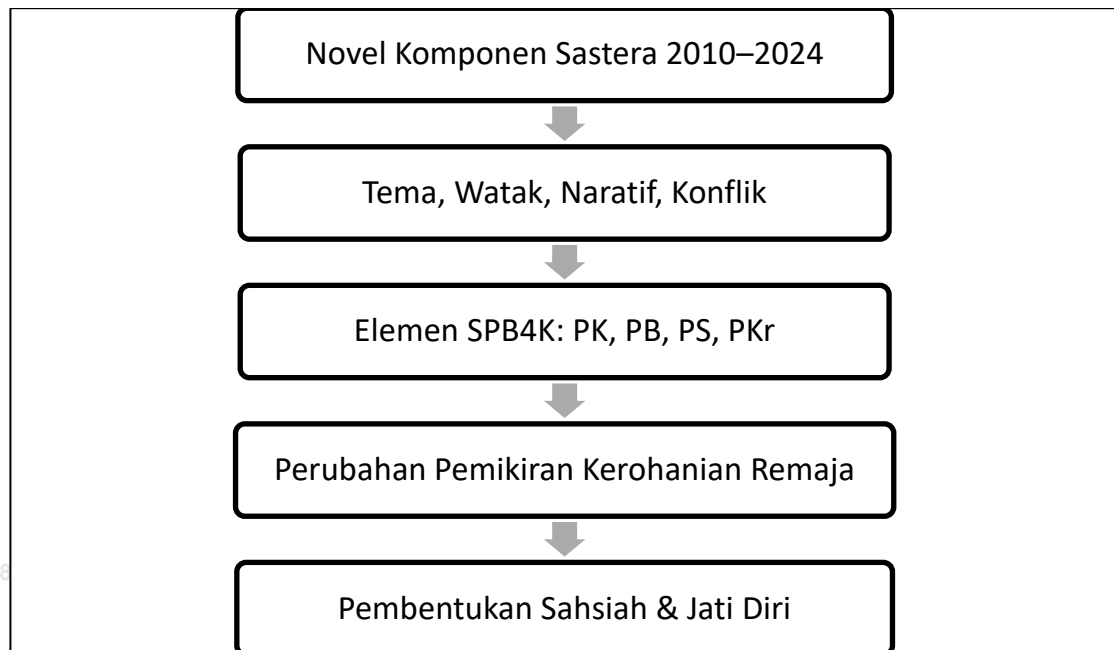 Novel Komponen Sastera 2010–2024
Tema, Watak, Naratif, Konflik
Elemen SPB4K: PK, PB, PS, PKr
Perubahan Pemikiran Kerohanian Remaja
8
Pembentukan Sahsiah & Jati Diri